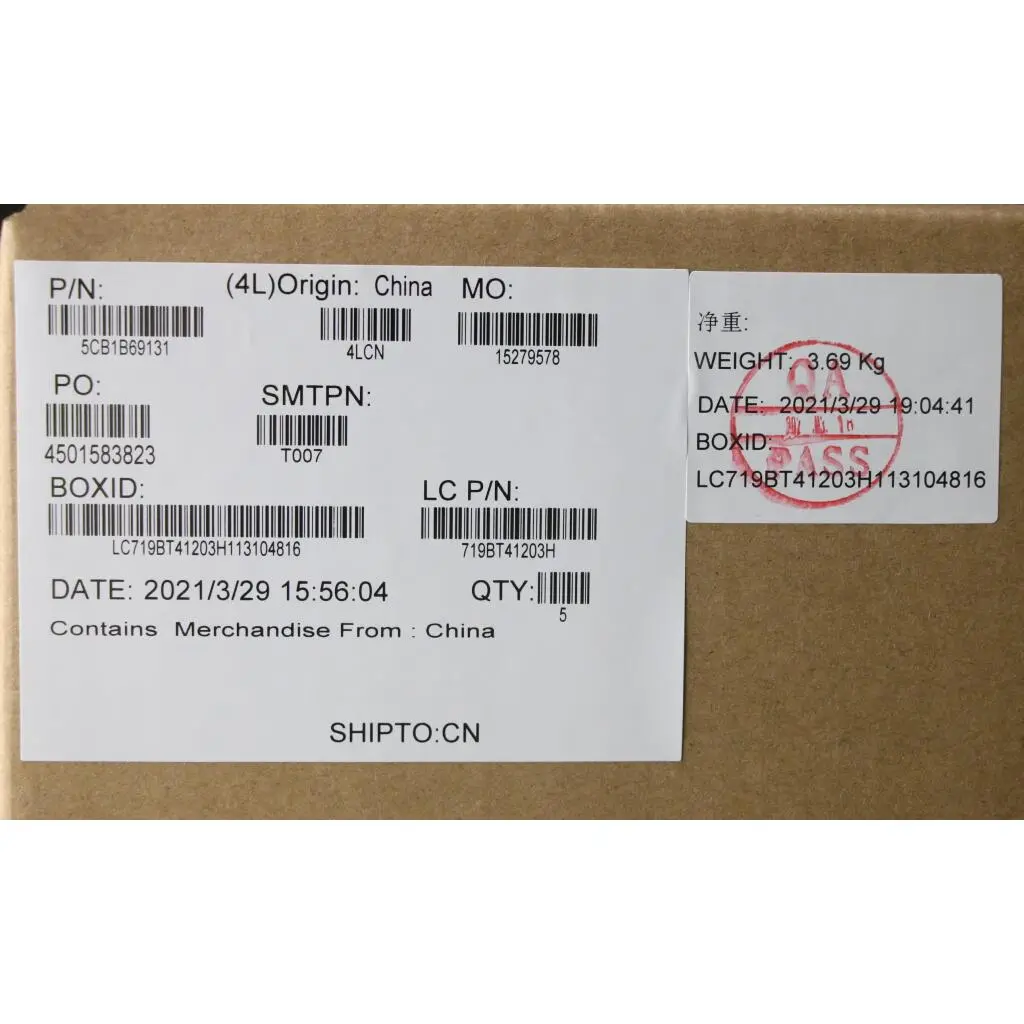 P/N: (4L)Origin: China MO:
5CB1B69131 4LCN 15279578
PO: SMTPN:
4501583823 T007
BOXID: LC P/N:
LC719BT41203H113104816 719BT41203H
DATE: 2021/3/29 15:56:04 QTY:
5
Contains Merchandise From : China
SHIPTO:CN
净重:
WEIGHT: 3.69 Kg
DATE: 2021/3/29 19:04:41
BOXID:
LC719BT41203H113104816
QA
PASS